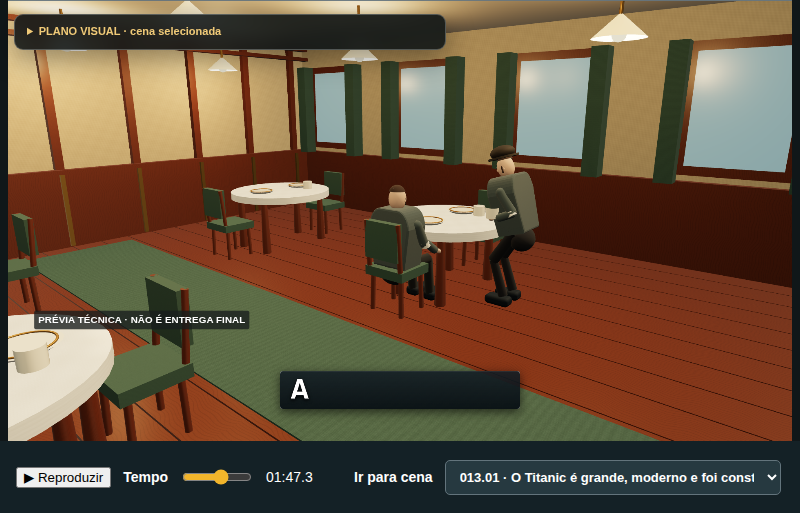 ▶ PLANO VISUAL · cena selecionada
PRÉVIA TÉCNICA · NÃO É ENTREGA FINAL
A
▶ Reproduzir Tempo 01:47.3 Ir para cena 013.01 · O Titanic é grande, moderno e foi const